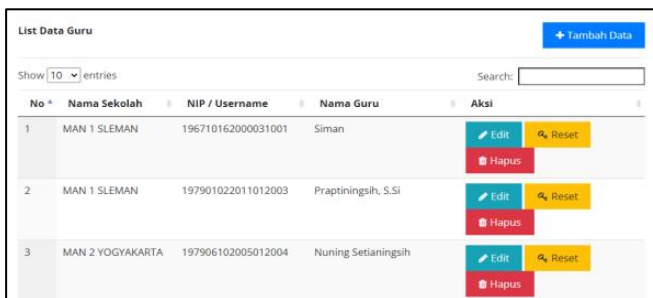 List Data Guru
+ Tambah Data
Show 10 entries
Search:
No Nama Sekolah NIP / Username Nama Guru Aksi
1 MAN 1 SLEMAN 196710162000031001 Siman Edit Reset
Hapus
2 MAN 1 SLEMAN 197901022011012003 Praptiningsih, S.Si Edit Reset
Hapus
3 MAN 2 YOGYAKARTA 197906102005012004 Nuning Setianingsih Edit Reset
Hapus